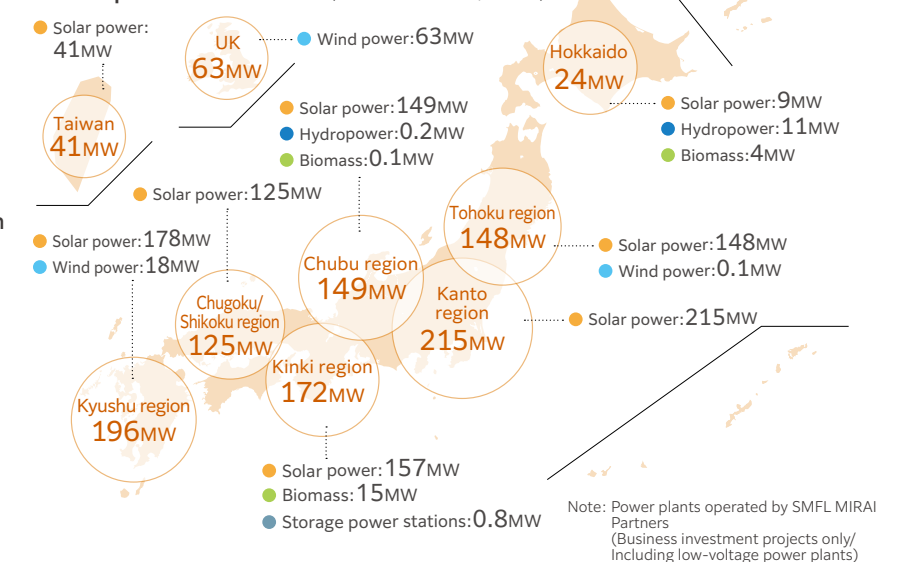 Solar power:
41MW
Taiwan
41MW
UK
63MW
Wind power:63MW
Hokkaido
24MW
Solar power:9MW
Hydropower:11MW
Biomass:4MW
Solar power:149MW
Hydropower:0.2MW
Biomass:0.1MW
Solar power:125MW
Solar power:178MW
Wind power:18MW
Tohoku region
148MW
Solar power:148MW
Wind power:0.1MW
Chubu region
149MW
Kanto
region
215MW
Solar power:215MW
Chugoku/
Shikoku region
125MW
Kinki region
172MW
Kyushu region
196MW
Solar power:157MW
Biomass:15MW
Storage power stations:0.8MW
Note: Power plants operated by SMFL MIRAI
Partners
(Business investment projects only/
Including low-voltage power plants)